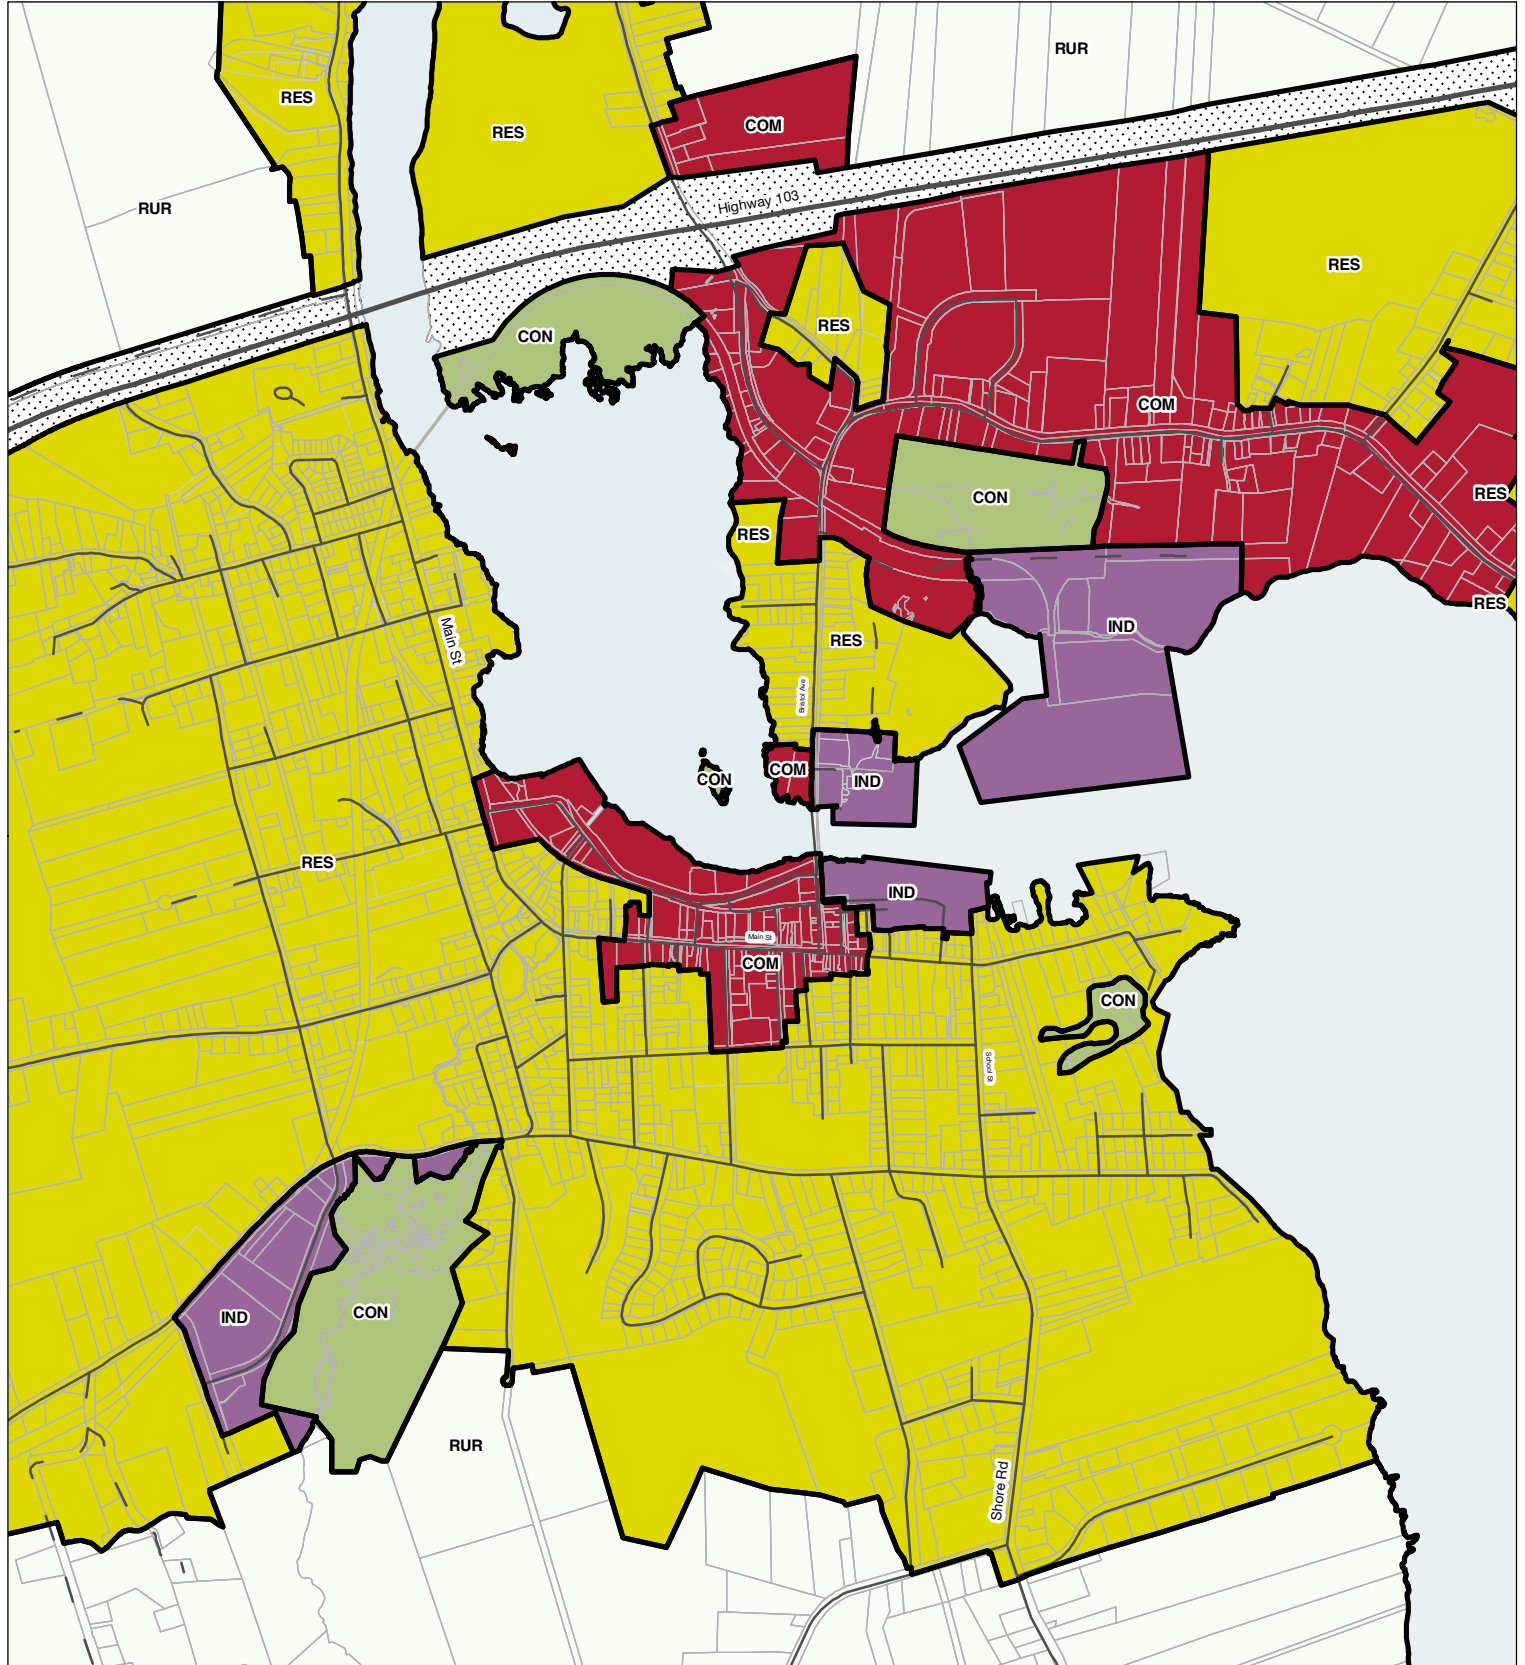 RUR
RES
COM
RES
RUR
Highway 103
RES
RES
CON
COM
CON
RES
RES
RES
IND
Main St
RES
Bristol Ave
COM
CON
IND
RES
IND
Main St
COM
CON
School St
CON
IND
RUR
Shore Rd